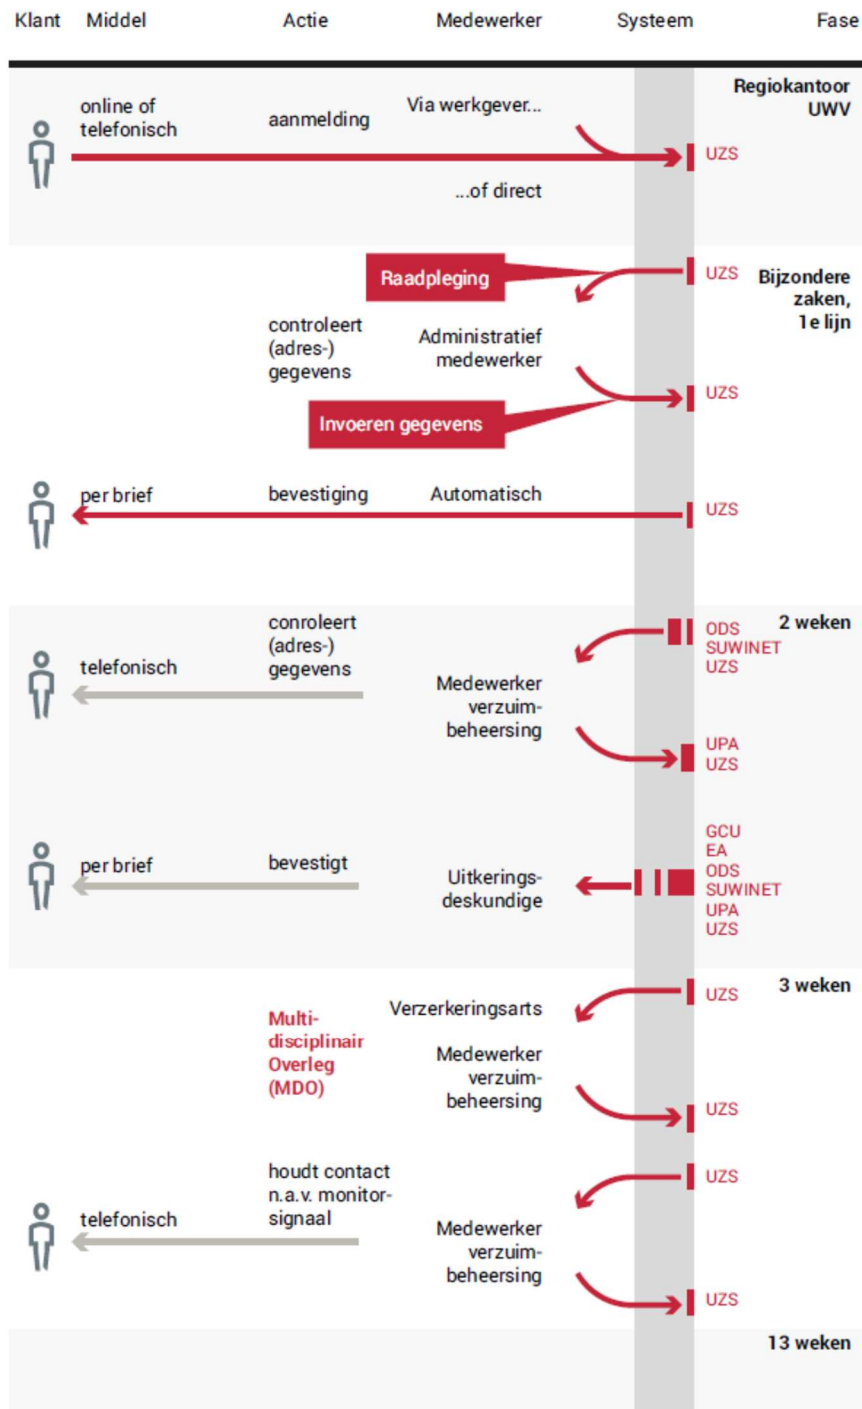 Klant Middel Actie Medewerker Systeem Fase
Regiokantoor
UWV
online of
telefonisch
aanmelding
Via werkgever...
UZS
...of direct
Raadpleging
UZS
Bijzondere
zaken,
1e lijn
controleert
(adres-)
gegevens
Administratief
medewerker
UZS
Invoeren gegevens
per brief
bevestiging
Automatisch
UZS
2 weken
conroleert
(adres-)
gegevens
ODS
SUWINET
UZS
telefonisch
Medewerker
verzuim-
beheersing
UPA
UZS
per brief
bevestigt
Uitkerings-
deskundige
GCU
EA
ODS
SUWINET
UPA
UZS
3 weken
Verzerkeringsarts
UZS
Multi-
disciplinair
Overleg
(MDO)
Medewerker
verzuim-
beheersing
UZS
houdt contact
n.a.v. monitor-
signaal
UZS
telefonisch
Medewerker
verzuim-
beheersing
UZS
13 weken